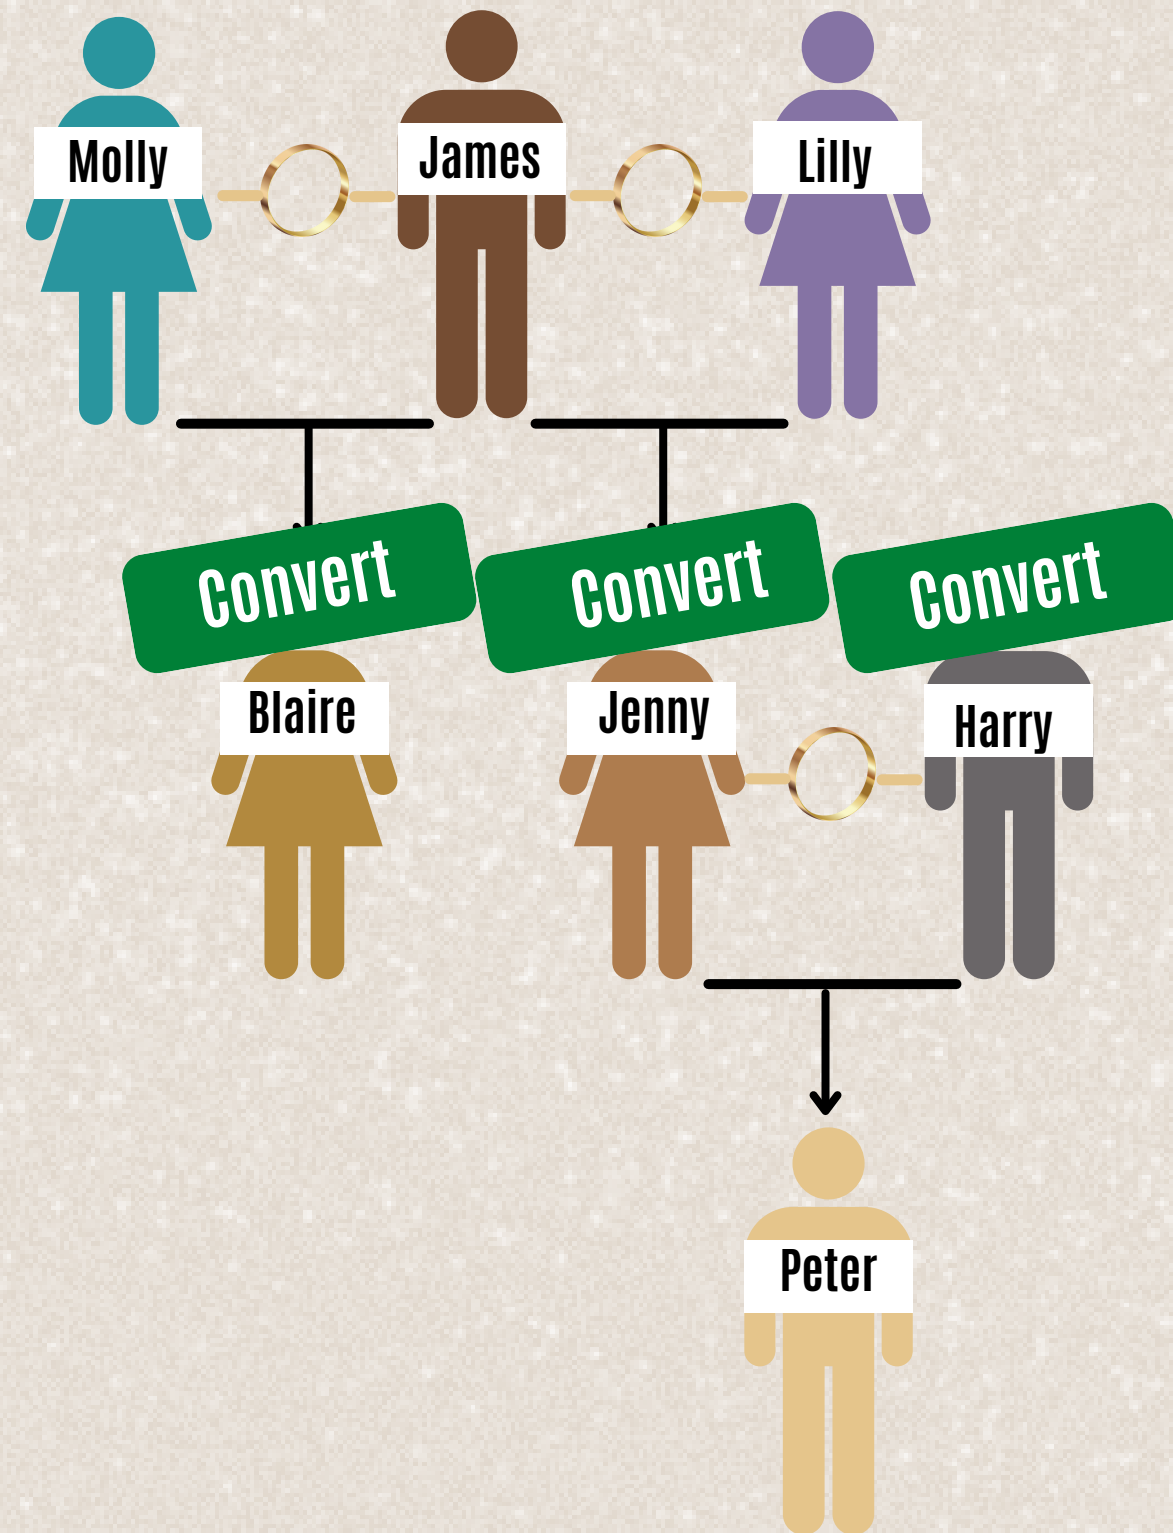 Molly
James
Lilly
Convert
Convert
Convert
Blaire
Jenny
Harry
Peter